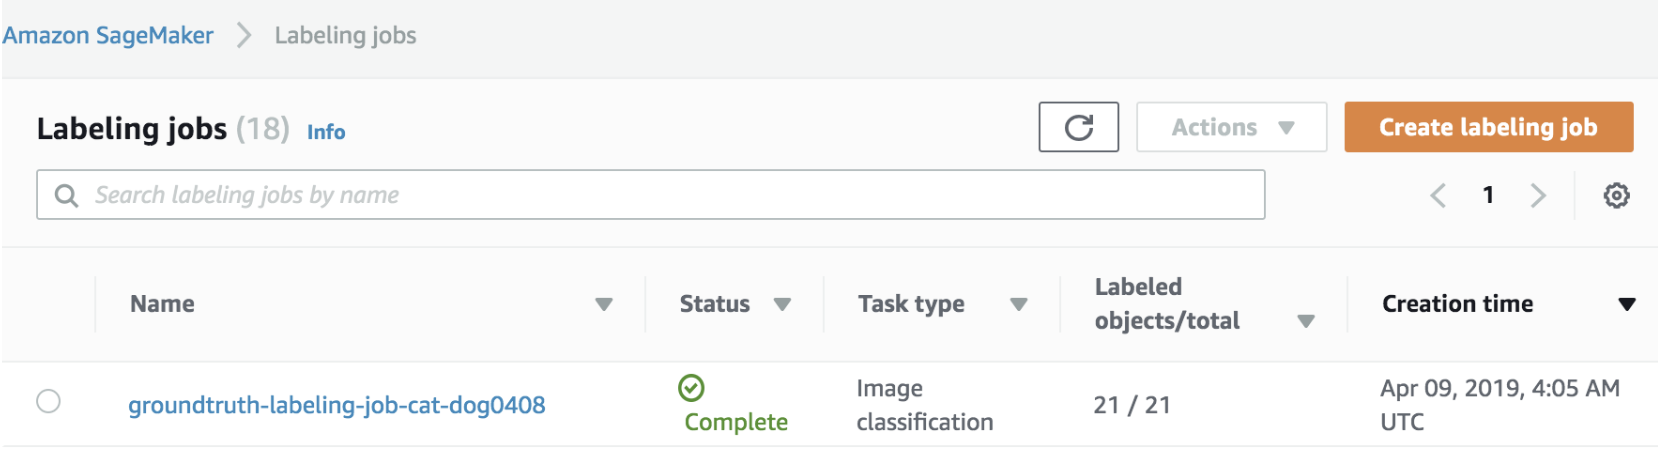 Amazon SageMaker > Labeling jobs
Labeling jobs (18) Info
Actions
Create labeling job
Search labeling jobs by name
1
Name
Status
Task type
Labeled
objects/total
Creation time
groundtruth-labeling-job-cat-dog0408
Complete
Image
classification
21 / 21
Apr 09, 2019, 4:05 AM
UTC